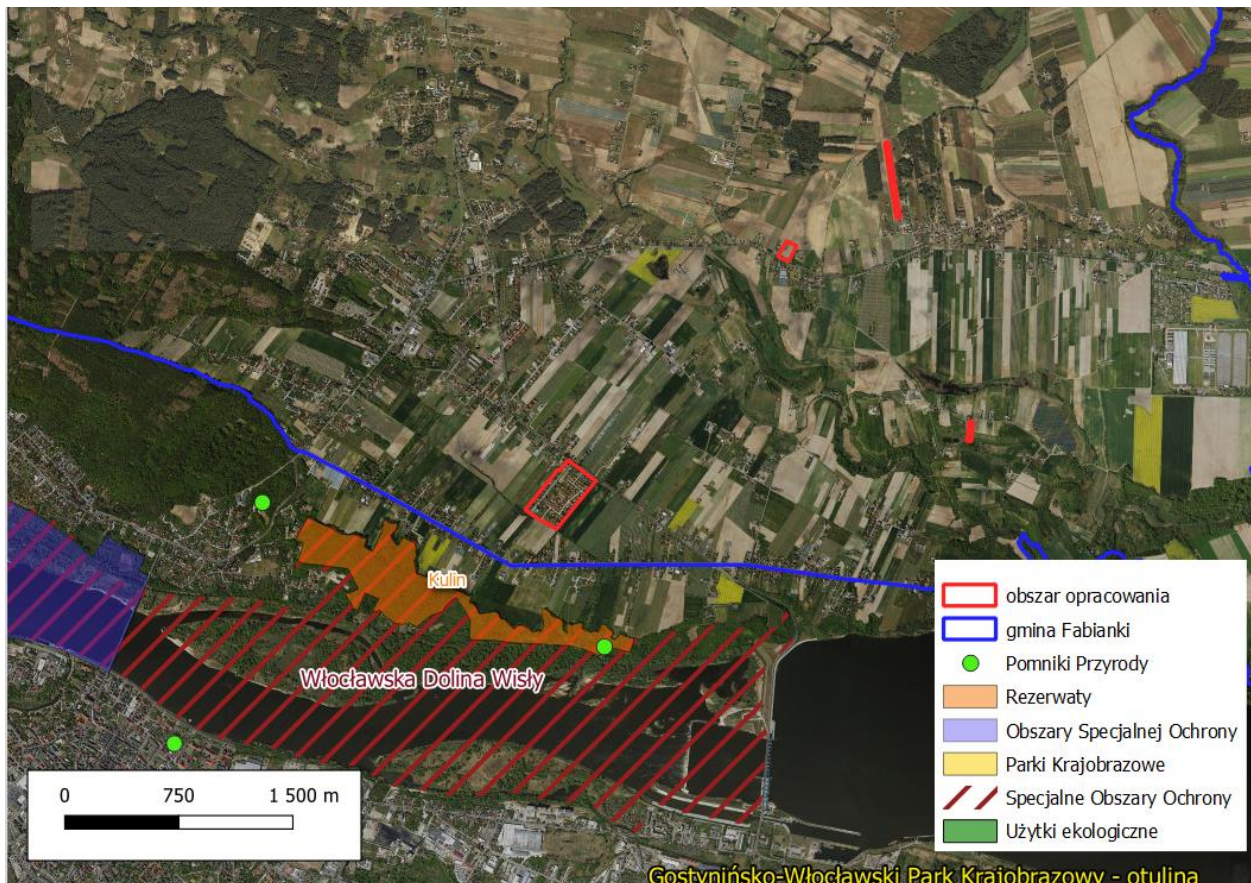 Kulin
Włocławska Dolina Wisły
obszar opracowania
gmina Fabianki
Pomniki Przyrody
Rezerwaty
Obszary Specjalnej Ochrony
Parki Krajobrazowe
Specjalne Obszary Ochrony
Użytki ekologiczne
0 750 1 500 m
Gostynińsko-Włocławski Park Krajobrazowy - otulina